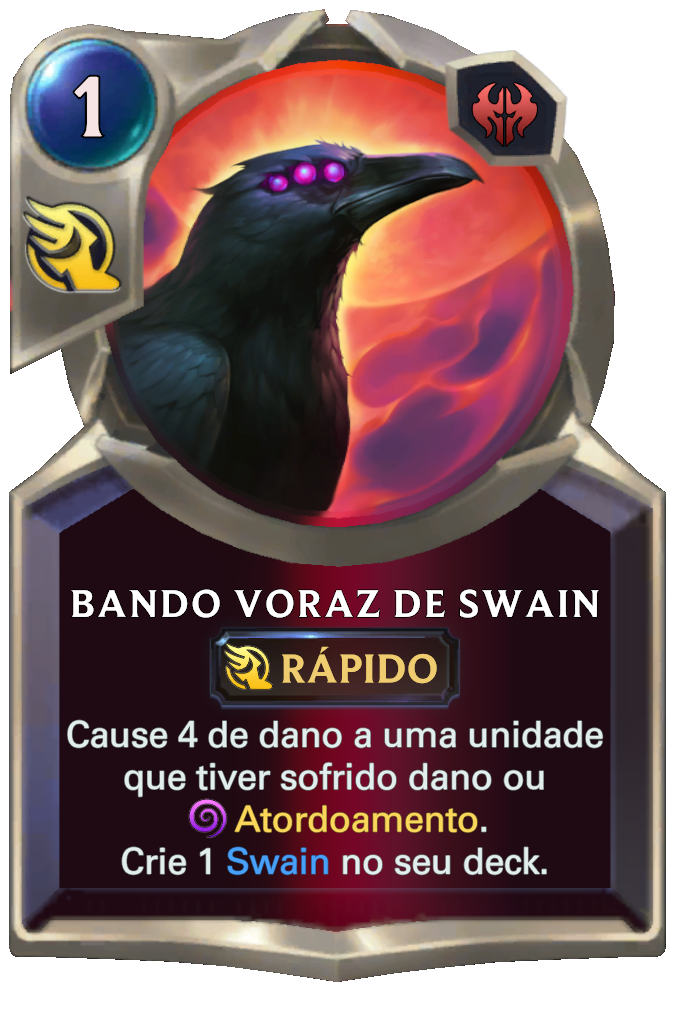 1
BANDO VORAZ DE SWAIN
RÁPIDO
Cause 4 de dano a uma unidade
que tiver sofrido dano ou
Atordoamento.
Crie 1 Swain no seu deck.